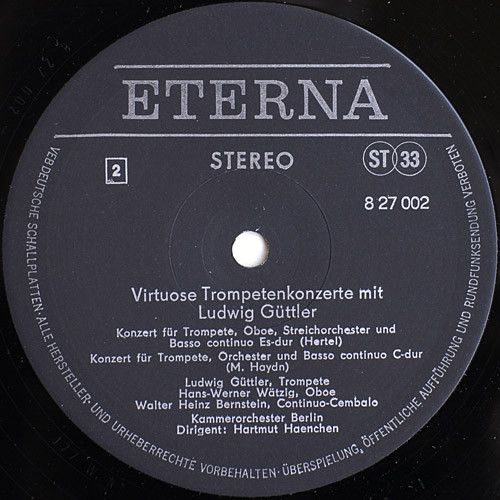 ETERNA
STEREO
ST 33
2
8 27 002
Virtuose Trompetenkonzerte mit
Ludwig Güttler
Konzert für Trompete, Oboe, Streichorchester und
Basso continuo Es-dur (Hertel)
Konzert für Trompete, Orchester und Basso continuo C-dur
(M. Haydn)
Ludwig Güttler, Trompete
Hans-Werner Wätzig, Oboe
Walter Heinz Bernstein, Continuo-Cembalo
Kammerorchester Berlin
Dirigent: Hartmut Haenchen
VEB DEUTSCHE SCHALLPLATTEN · ALLE HERSTELLER- UND URHEBERRECHTE VORBEHALTEN · ÜBERSPIELUNG, ÖFFENTLICHE AUFFÜHRUNG UND RUNDFUNKSENDUNG VERBOTEN